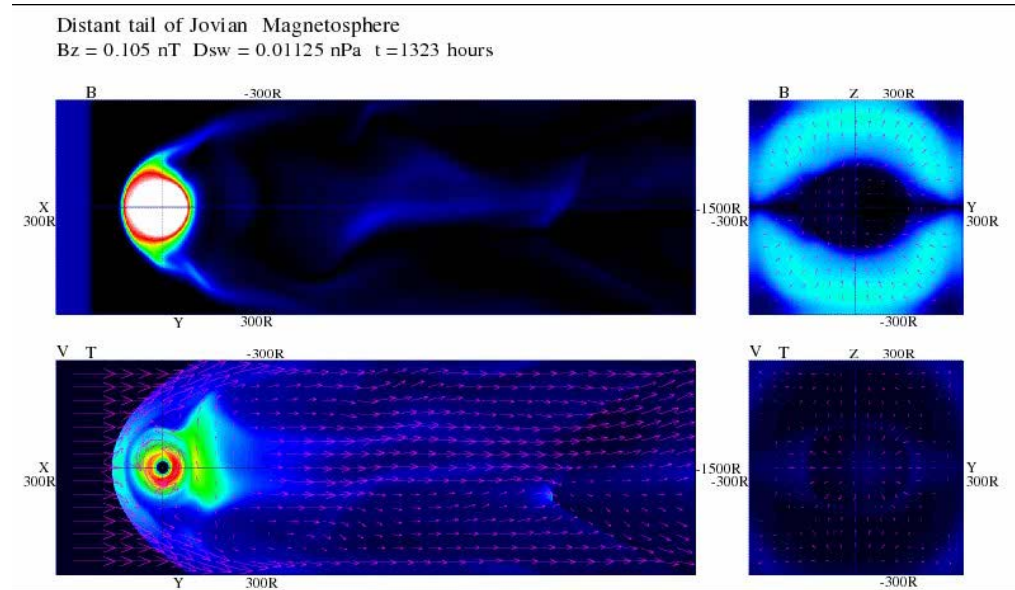 Distant tail of Jovian Magnetosphere
Bz = 0.105 nT Dsw = 0.01125 nPa t =1323 hours
B -300R B Z 300R
X 300R -1500R -300R Y 300R
Y 300R -300R
V T -300R V T Z 300R
X 300R -1500R -300R Y 300R
Y 300R -300R